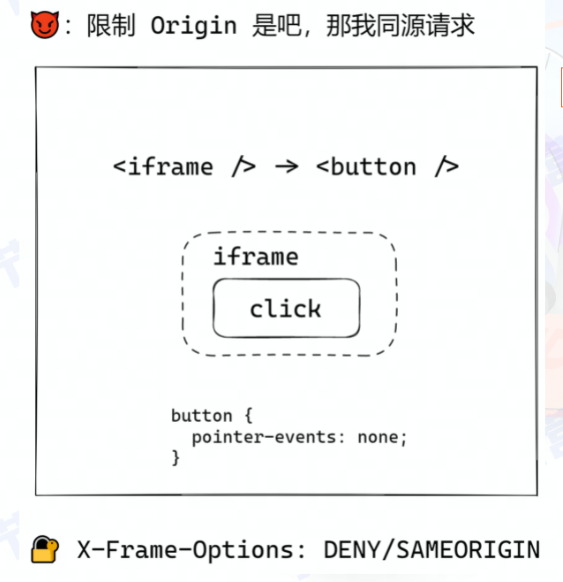 😈: 限制 Origin 是吧，那我同源请求
<iframe /> -> <button />
iframe
click
button {
  pointer-events: none;
}
🔐 X-Frame-Options: DENY/SAMEORIGIN